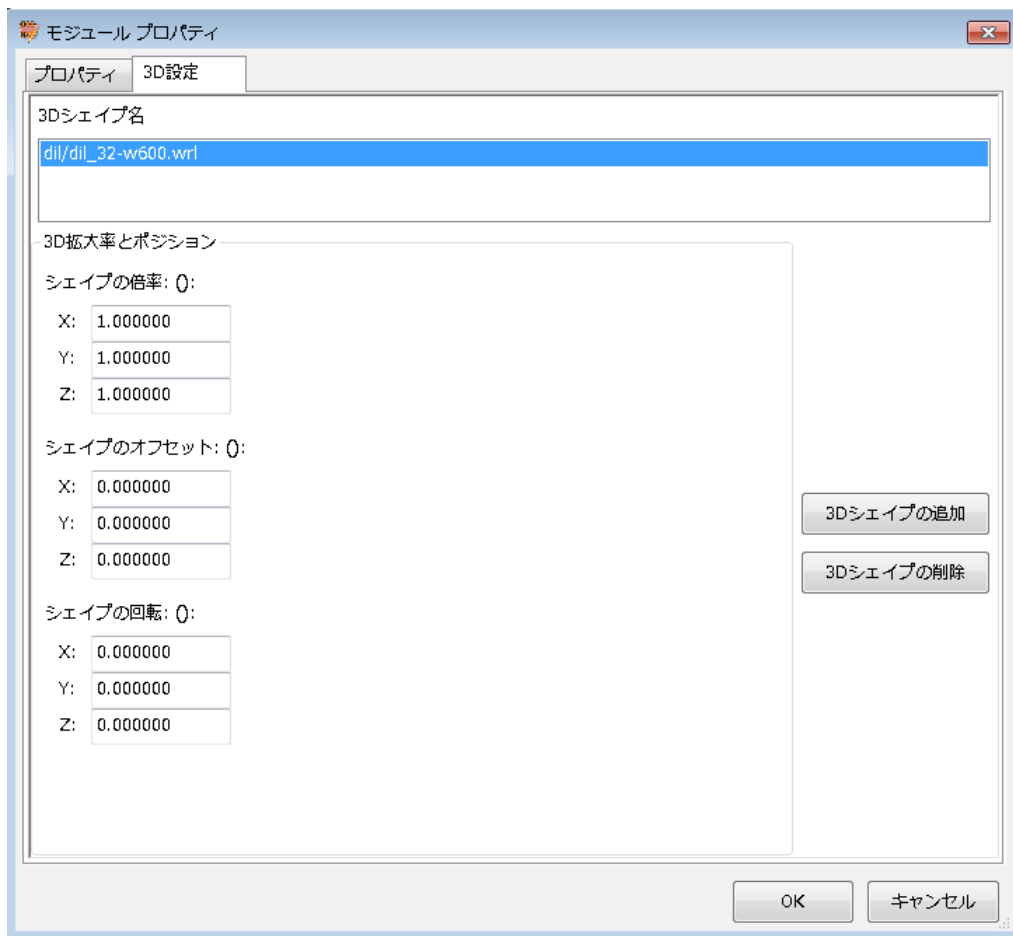 モジュール プロパティ
プロパティ 3D設定
3Dシェイプ名
dil/dil_32-w600.wrl
3D拡大率とポジション
シェイプの倍率: ():
X: 1.000000
Y: 1.000000
Z: 1.000000
シェイプのオフセット: ():
X: 0.000000
Y: 0.000000
Z: 0.000000
3Dシェイプの追加
3Dシェイプの削除
シェイプの回転: ():
X: 0.000000
Y: 0.000000
Z: 0.000000
OK キャンセル